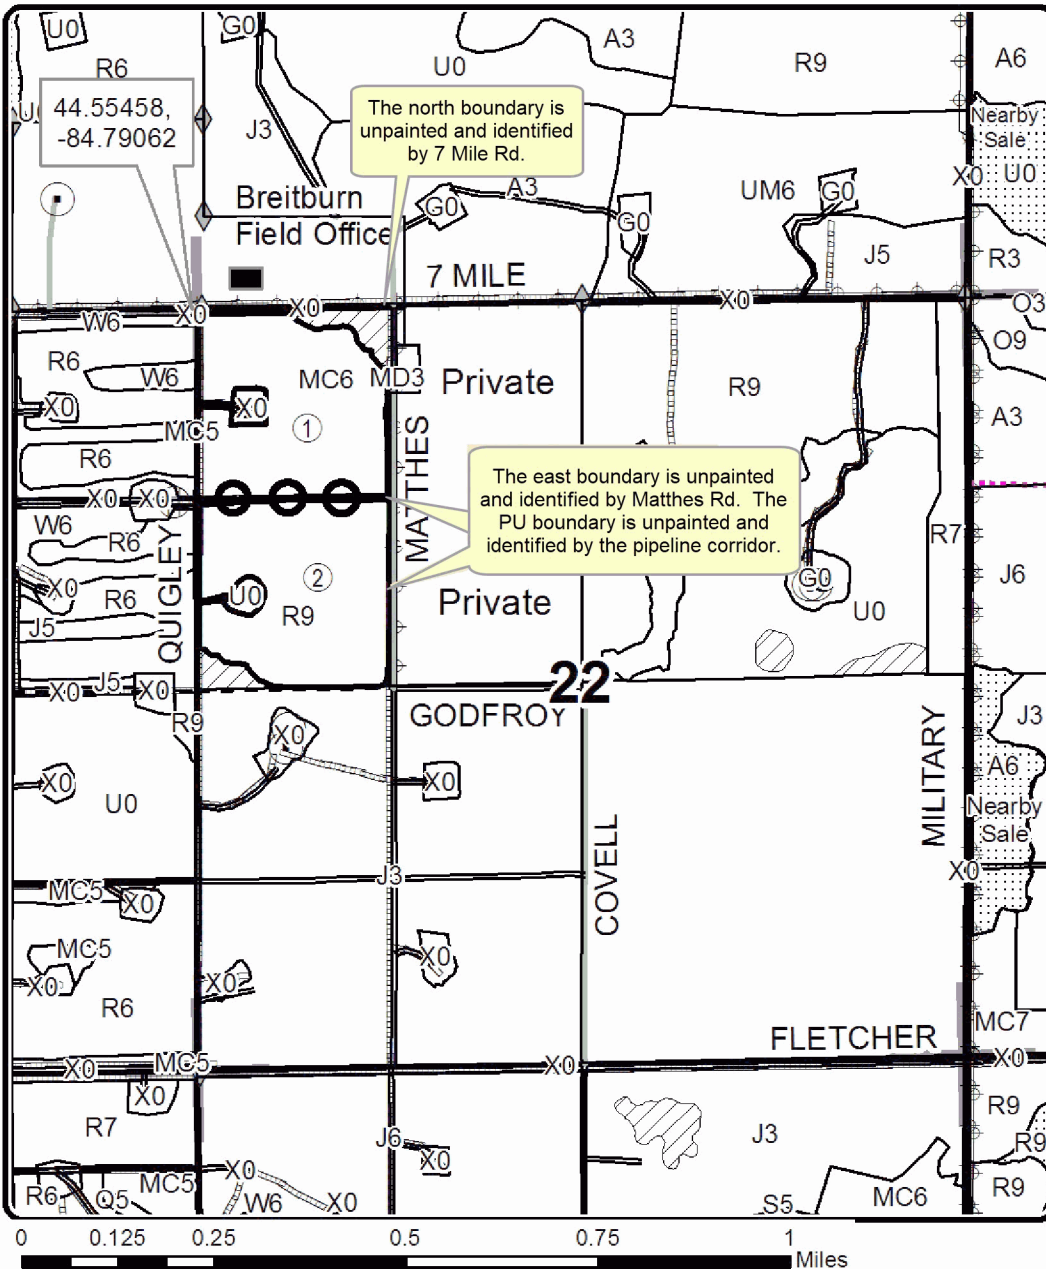 U0
G0
A3
U0
R6
R9
A6
44.55458,
-84.79062
The north boundary is
unpainted and identified
by 7 Mile Rd.
J3
Nearby
Sale
U0
X0
Breitburn
Field Office
A3
G0
G0
UM6
G0
J5
R3
7 MILE
X0
X0
X0
O3
W6
O9
R6
W6
MC6
MD3
Private
R9
X0
X0
A3
MC5
1
R6
MATTHES
The east boundary is unpainted
and identified by Matthes Rd. The
PU boundary is unpainted and
identified by the pipeline corridor.
X0
X0
W6
R6
QUIGLEY
R7
2
G0
J6
X0
U0
R6
R9
Private
U0
J5
22
J5
X0
X0
GODFROY
R9
X0
MILITARY
J3
A6
X0
X0
U0
Nearby
Sale
COVELL
J3
X0
MC5
X0
MC5
X0
X0
X0
R6
MC7
FLETCHER
MC5
X0
X0
X0
X0
R9
R7
J6
J3
R9
X0
X0
MC5
R6
Q5
W6
X0
S5
MC6
R9
0
0.125
0.25
0.5
0.75
1
Miles